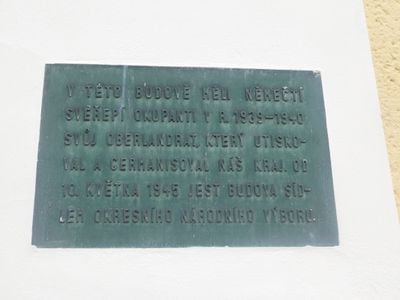 V TÉTO BUDOVĚ MĚLI NĚMEČTÍ
SVĚŘEPÍ OKUPANTI V R. 1939-1940
SVŮJ OBERLANDRAT, KTERÝ UTISKO-
VAL A GERMANISOVAL NÁŠ KRAJ. OD
10. KVĚTNA 1945 JEST BUDOVA SÍD-
LEM OKRESNÍHO NÁRODNÍHO VÝBORU.